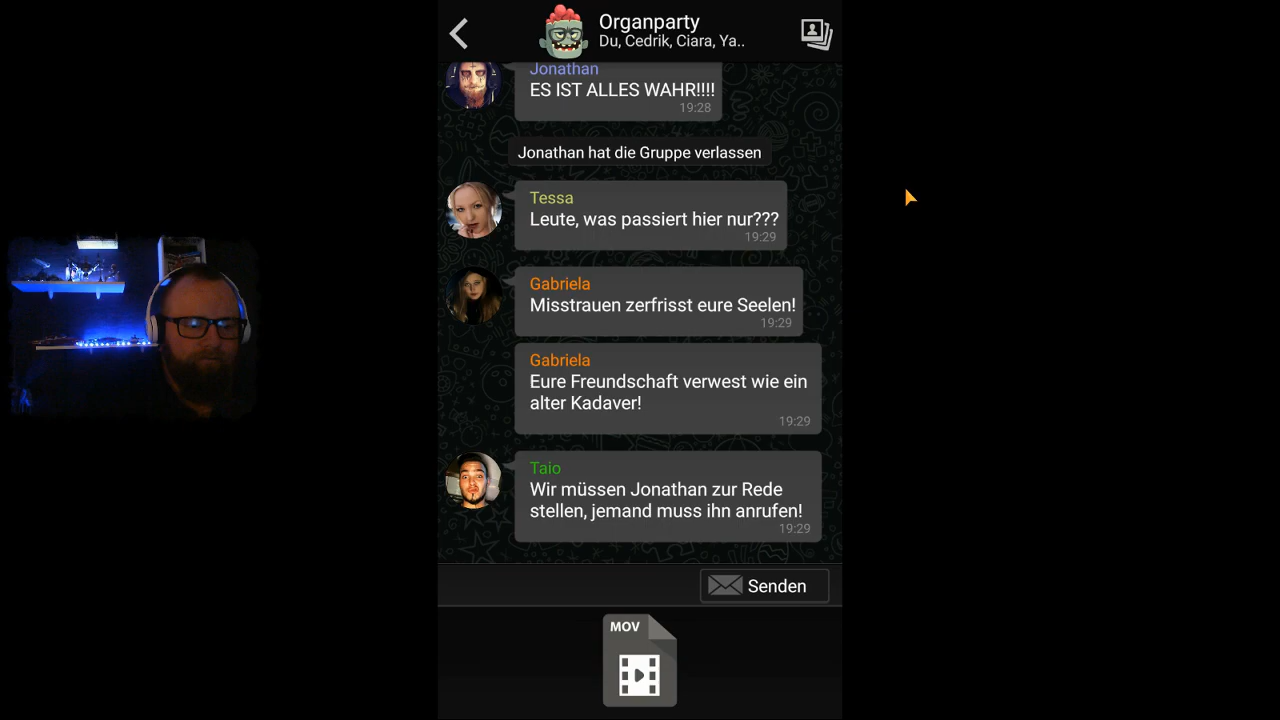 Organparty
Du, Cedrik, Ciara, Ya..
Jonathan
ES IST ALLES WAHR!!!!
19:28
Jonathan hat die Gruppe verlassen
Tessa
Leute, was passiert hier nur???
19:29
Gabriela
Misstrauen zerfrisst eure Seelen!
19:29
Gabriela
Eure Freundschaft verwest wie ein
alter Kadaver!
19:29
Taio
Wir müssen Jonathan zur Rede
stellen, jemand muss ihn anrufen!
19:29
Senden
MOV